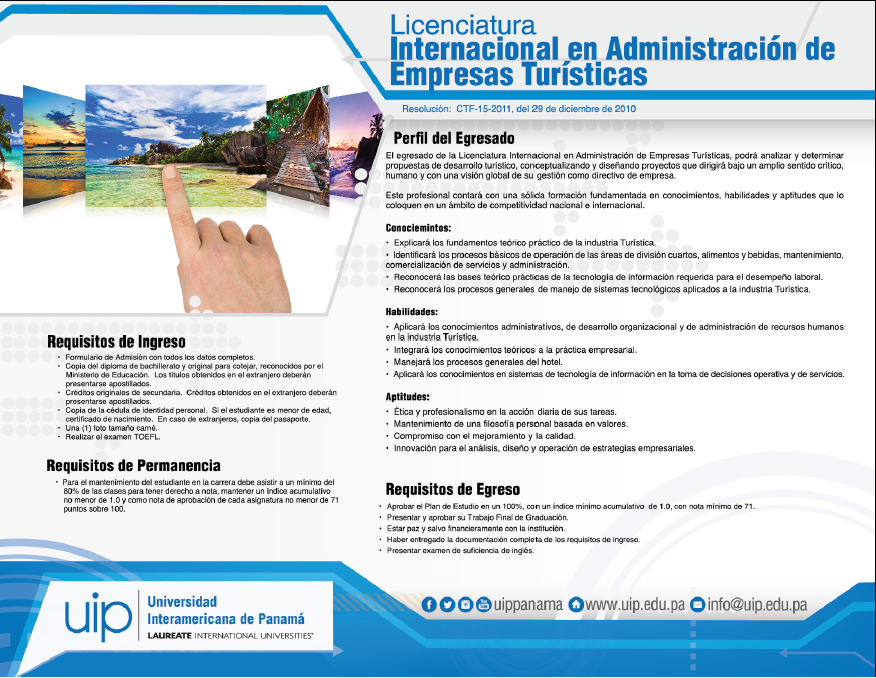 Licenciatura
Internacional en Administración de
Empresas Turísticas
Resolución: CTF-15-2011, del 29 de diciembre de 2010
Perfil del Egresado
El egresado de la Licenciatura Internacional en Administración de Empresas Turísticas, podrá analizar y determinar
propuestas de desarrollo turístico, conceptualizando y diseñando proyectos que dirigirá bajo un amplio sentido crítico,
humano y con una visión global de su gestión como directivo de empresa.
Este profesional contará con una sólida formación fundamentada en conocimientos, habilidades y aptitudes que lo
coloquen en un ámbito de competitividad nacional e internacional.
Conociemintos:
• Explicará los fundamentos teórico práctico de la industria Turística.
• Identificará los procesos básicos de operación de las áreas de división cuartos, alimentos y bebidas, mantenimiento,
comercialización de servicios y administración.
• Reconocerá las bases teórico prácticas de la tecnología de información requerida para el desempeño laboral.
• Reconocerá los procesos generales de manejo de sistemas tecnológicos aplicados a la industria Turística.
Habilidades:
• Aplicará los conocimientos administrativos, de desarrollo organizacional y de administración de recursos humanos
en la industria Turística.
• Integrará los conocimientos teóricos a la práctica empresarial.
• Manejará los procesos generales del hotel.
• Aplicará los conocimientos en sistemas de tecnología de información en la toma de decisiones operativa y de servicios.
Aptitudes:
• Ética y profesionalismo en la acción diaria de sus tareas.
• Mantenimiento de una filosofía personal basada en valores.
• Compromiso con el mejoramiento y la calidad.
• Innovación para el análisis, diseño y operación de estrategias empresariales.
Requisitos de Egreso
• Aprobar el Plan de Estudio en un 100%, con un índice mínimo acumulativo de 1.0, con nota mínimo de 71.
• Presentar y aprobar su Trabajo Final de Graduación.
• Estar paz y salvo financieramente con la institución.
• Haber entregado la documentación completa de los requisitos de ingreso.
• Presentar examen de suficiencia de inglés.
Requisitos de Ingreso
• Formulario de Admisión con todos los datos completos.
• Copia del diploma de bachillerato y original para cotejar, reconocidos por el
Ministerio de Educación. Los títulos obtenidos en el extranjero deberán
presentarse apostillados.
• Créditos originales de secundaria. Créditos obtenidos en el extranjero deberán
presentarse apostillados.
• Copia de la cédula de identidad personal. Si el estudiante es menor de edad,
certificado de nacimiento. En caso de extranjeros, copia del pasaporte.
• Una (1) foto tamaño carné.
• Realizar el examen TOEFL.
Requisitos de Permanencia
• Para el mantenimiento del estudiante en la carrera debe asistir a un mínimo del
80% de las clases para tener derecho a nota, mantener un índice acumulativo
no menor de 1.0 y como nota de aprobación de cada asignatura no menor de 71
puntos sobre 100.
uip
Universidad
Interamericana de Panamá
LAUREATE INTERNATIONAL UNIVERSITIES
uippanama www.uip.edu.pa info@uip.edu.pa